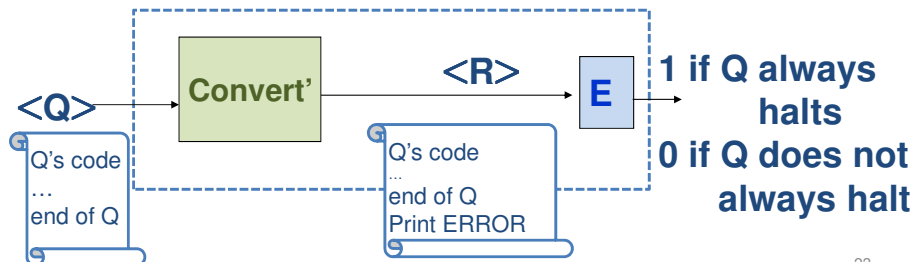 <Q>
Q's code
...
end of Q
Convert'
<R>
Q's code
...
end of Q
Print ERROR
E
1 if Q always
halts
0 if Q does not
always halt